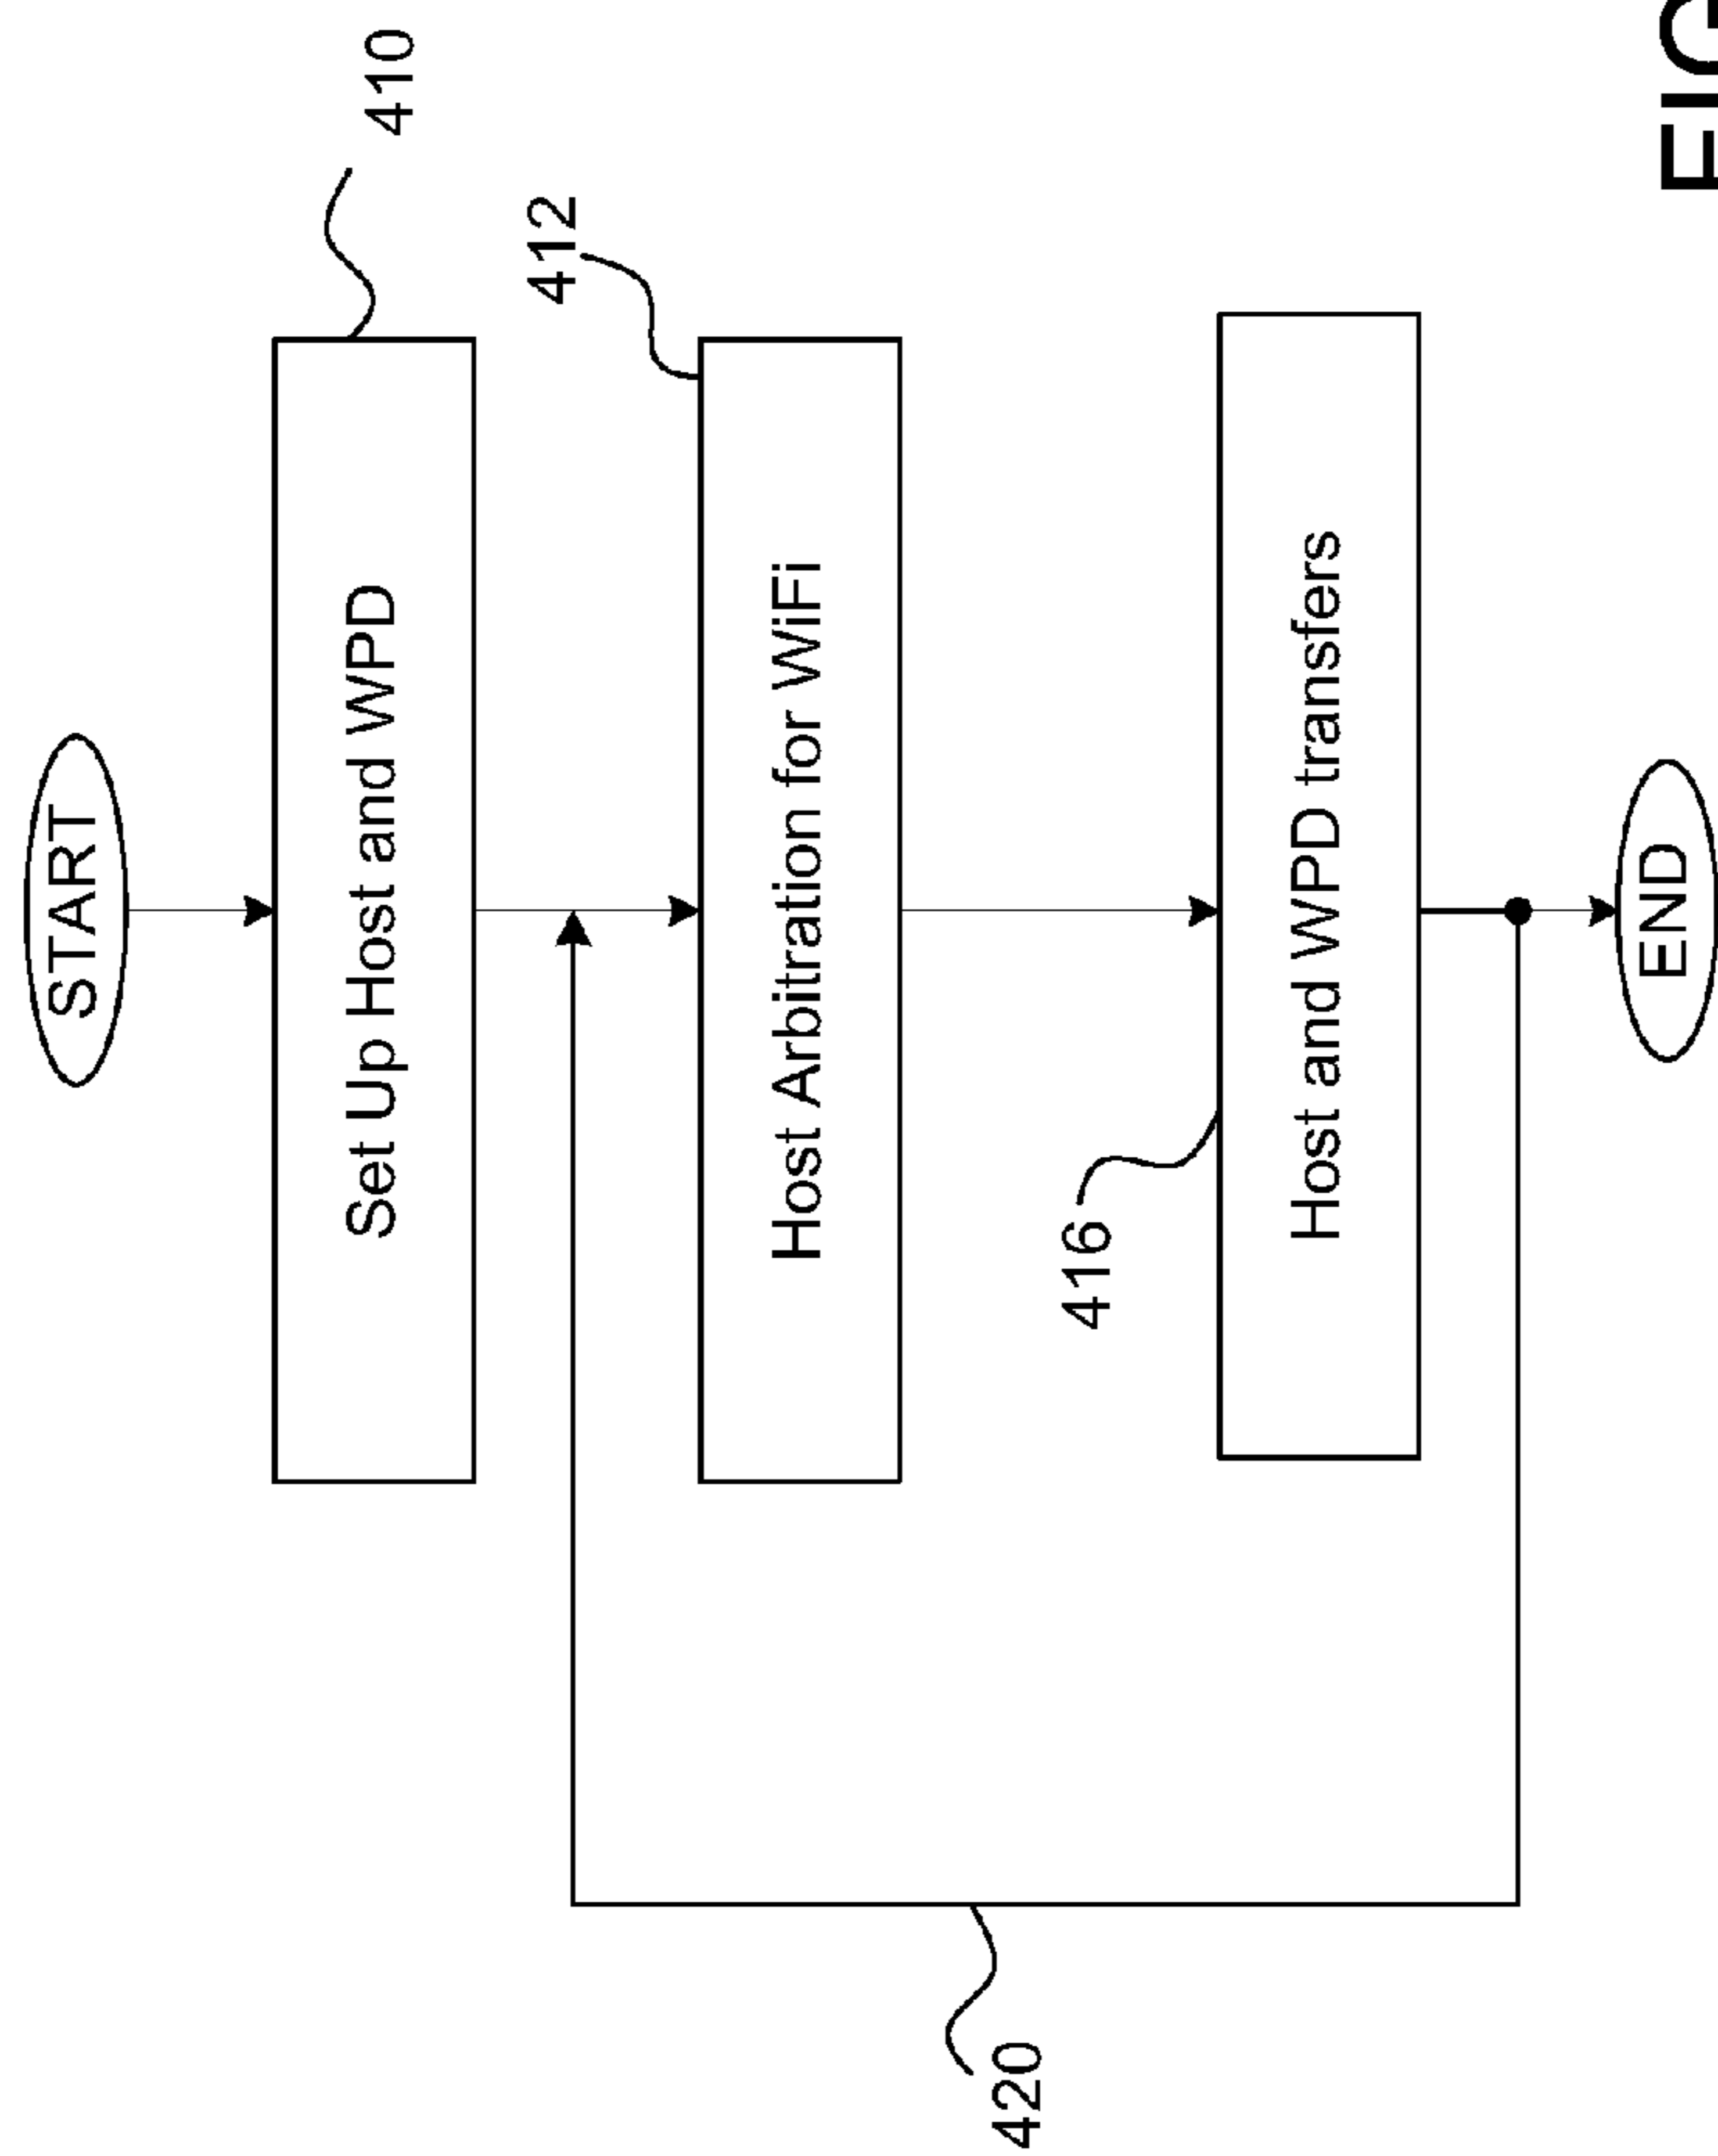 START
410
Set Up Host and WPD
412
Host Arbitration for WiFi
416
Host and WPD transfers
420
END